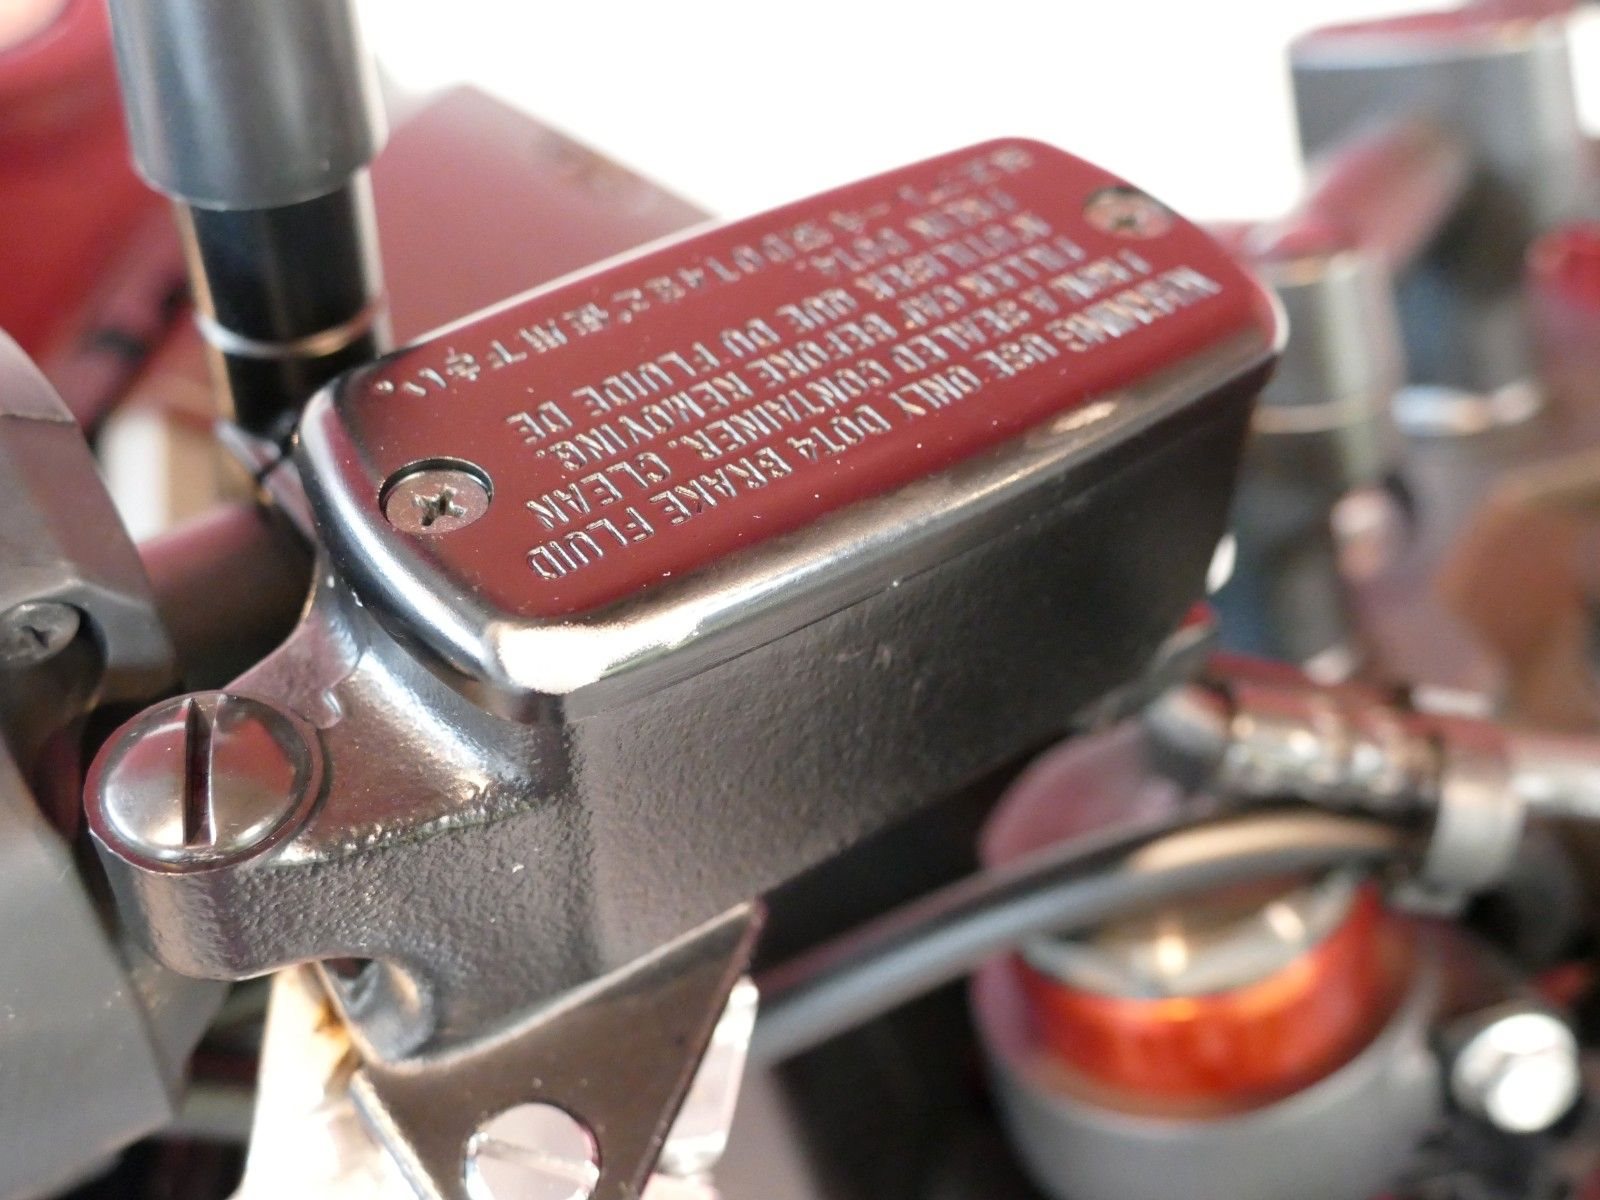 WARNING USE ONLY DOT4 BRAKE FLUID
FROM A SEALED CONTAINER. CLEAN
FILLER CAP BEFORE REMOVING.
N'UTILISER QUE DU FLUIDE DE
FREIN DOT4.